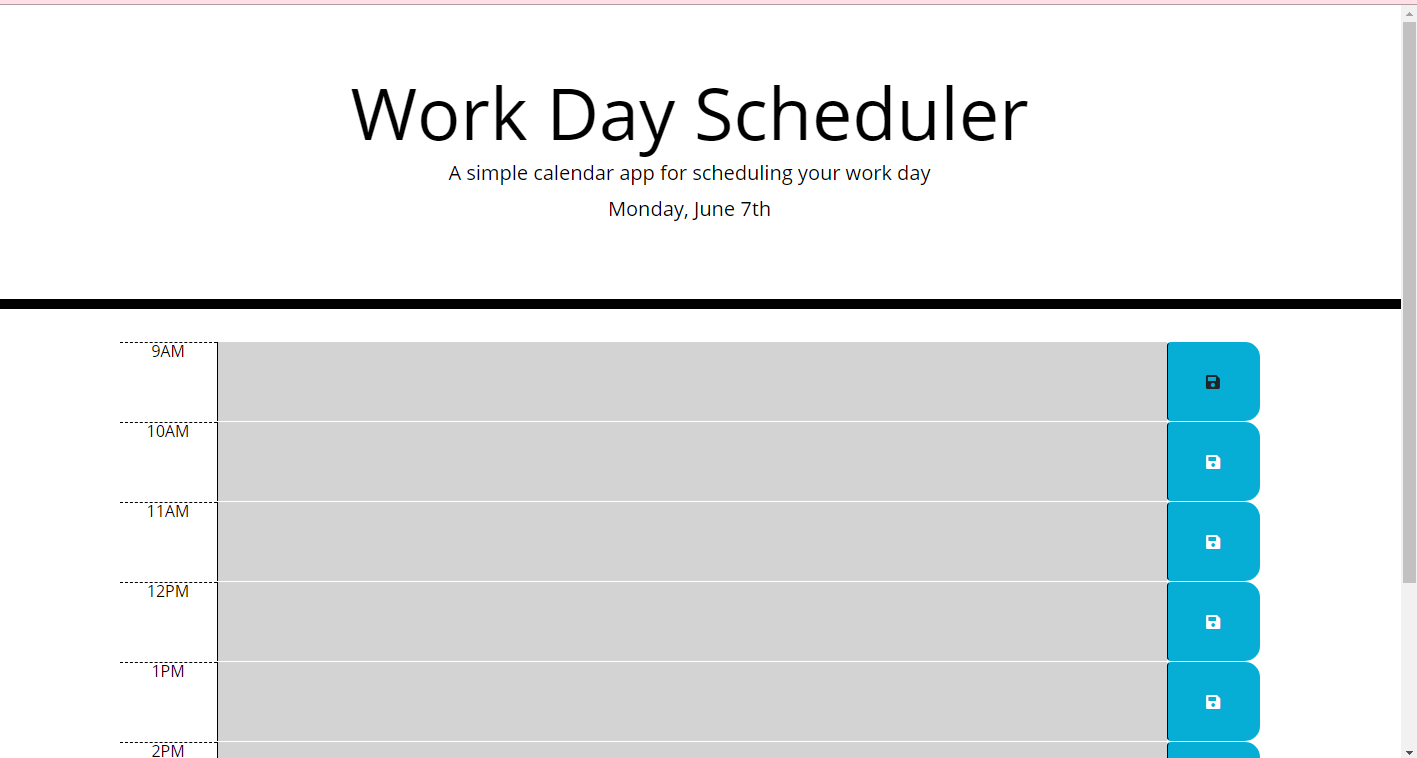 Work Day Scheduler
A simple calendar app for scheduling your work day
Monday, June 7th
9AM
10AM
11AM
12PM
1PM
2PM